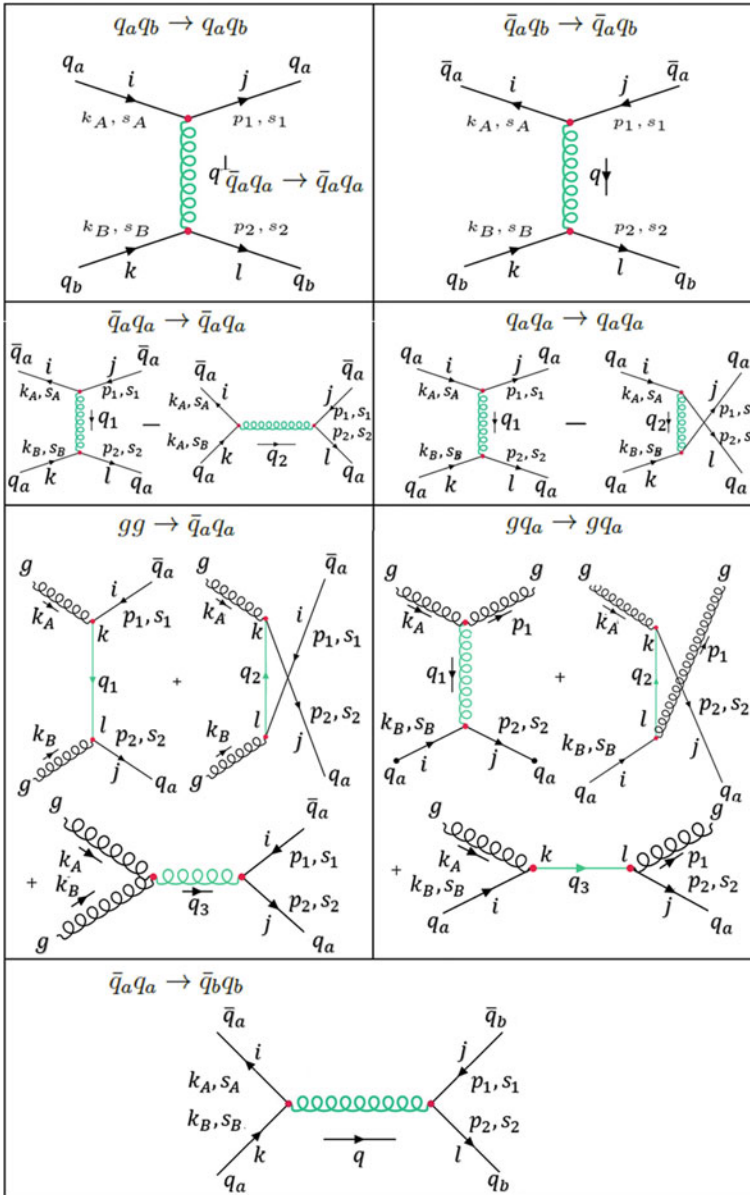 q_a q_b → q_a q_b
q_a i j q_a
k_A, s_A p_1, s_1
q
q̄_a q_a → q̄_a q_a
k_B, s_B p_2, s_2
q_b k l q_b
q̄_a q_b → q̄_a q_b
q̄_a i j q̄_a
k_A, s_A p_1, s_1
q
k_B, s_B p_2, s_2
q_b k l q_b
q̄_a q_a → q̄_a q_a
q̄_a i j q̄_a
k_A, s_A p_1, s_1
q_1
k_B, s_B p_2, s_2
q_a k l q_a
−
q̄_a i j q̄_a
k_A, s_A p_1, s_1
k_A, s_B p_2, s_2
q_a k q_2 l q_a
q_a q_a → q_a q_a
q_a i j q_a
k_A, s_A p_1, s_1
q_1
k_B, s_B p_2, s_2
q_a k l q_a
−
q_a i j q_a
k_A, s_A p_1, s
q_2
k_B, s_B p_2, s
q_a k l q_a
gg → q̄_a q_a
g i q̄_a
k_A k p_1, s_1
q_1
k_B l p_2, s_2
g j q_a
+
g i q̄_a
k_A k p_1, s_1
q_2
k_B l p_2, s_2
g j q_a
+
g i q̄_a
k_A p_1, s_1
k_B q_3 p_2, s_2
g j q_a
gq_a → gq_a
g g
k_A p_1
q_1
k_B, s_B p_2, s_2
q_a i j q_a
+
g g
k_A k p_1
q_2
k_B, s_B l p_2, s_2
q_a i j q_a
+
g g
k_A k l p_1
k_B, s_B q_3 p_2, s_2
q_a i j q_a
q̄_a q_a → q̄_b q_b
q̄_a q̄_b
i j
k_A, s_A p_1, s_1
k_B, s_B. p_2, s_2
k q l
q_a q_b